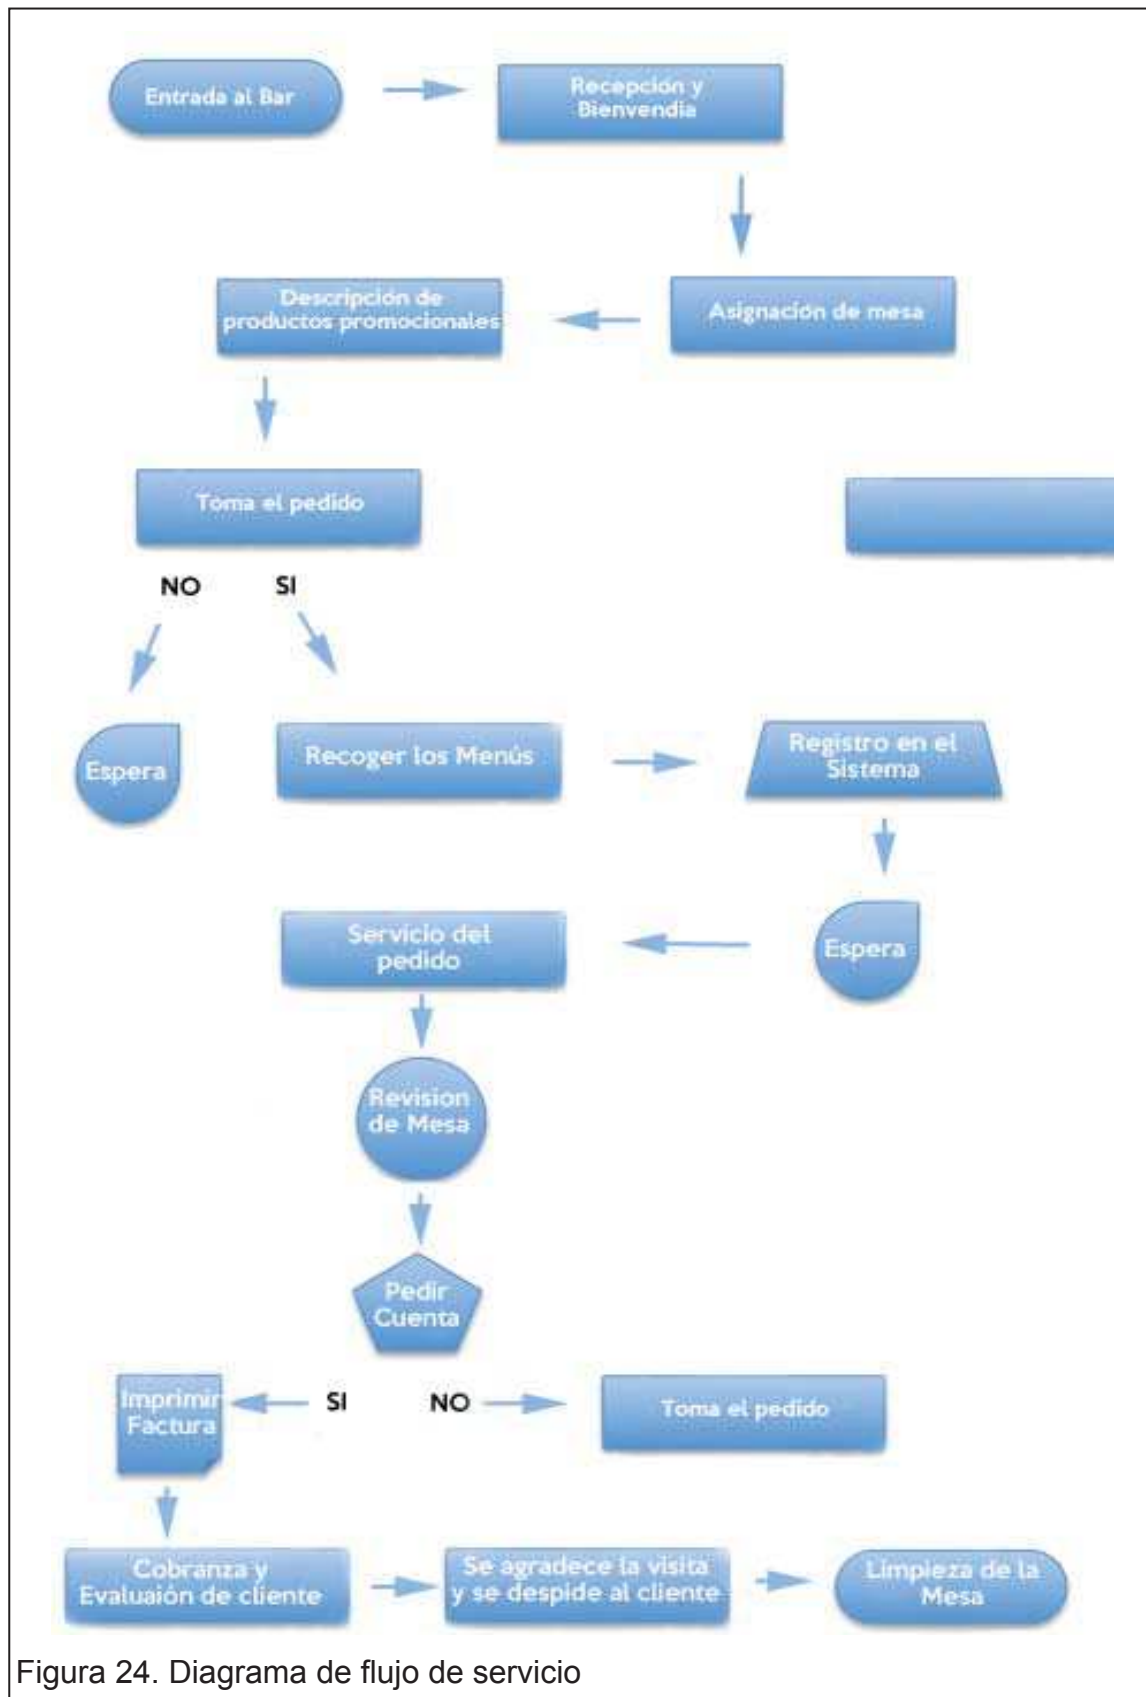 Entrada al Bar
Recepción y
Bienvendia
Descripción de
productos promocionales
Asignación de mesa
Toma el pedido
NO
SI
Espera
Recoger los Menús
Registro en el
Sistema
Servicio del
pedido
Espera
Revision
de Mesa
Pedir
Cuenta
Imprimir
Factura
SI
NO
Toma el pedido
Cobranza y
Evaluaión de cliente
Se agradece la visita
y se despide al cliente
Limpieza de la
Mesa
Figura 24. Diagrama de flujo de servicio